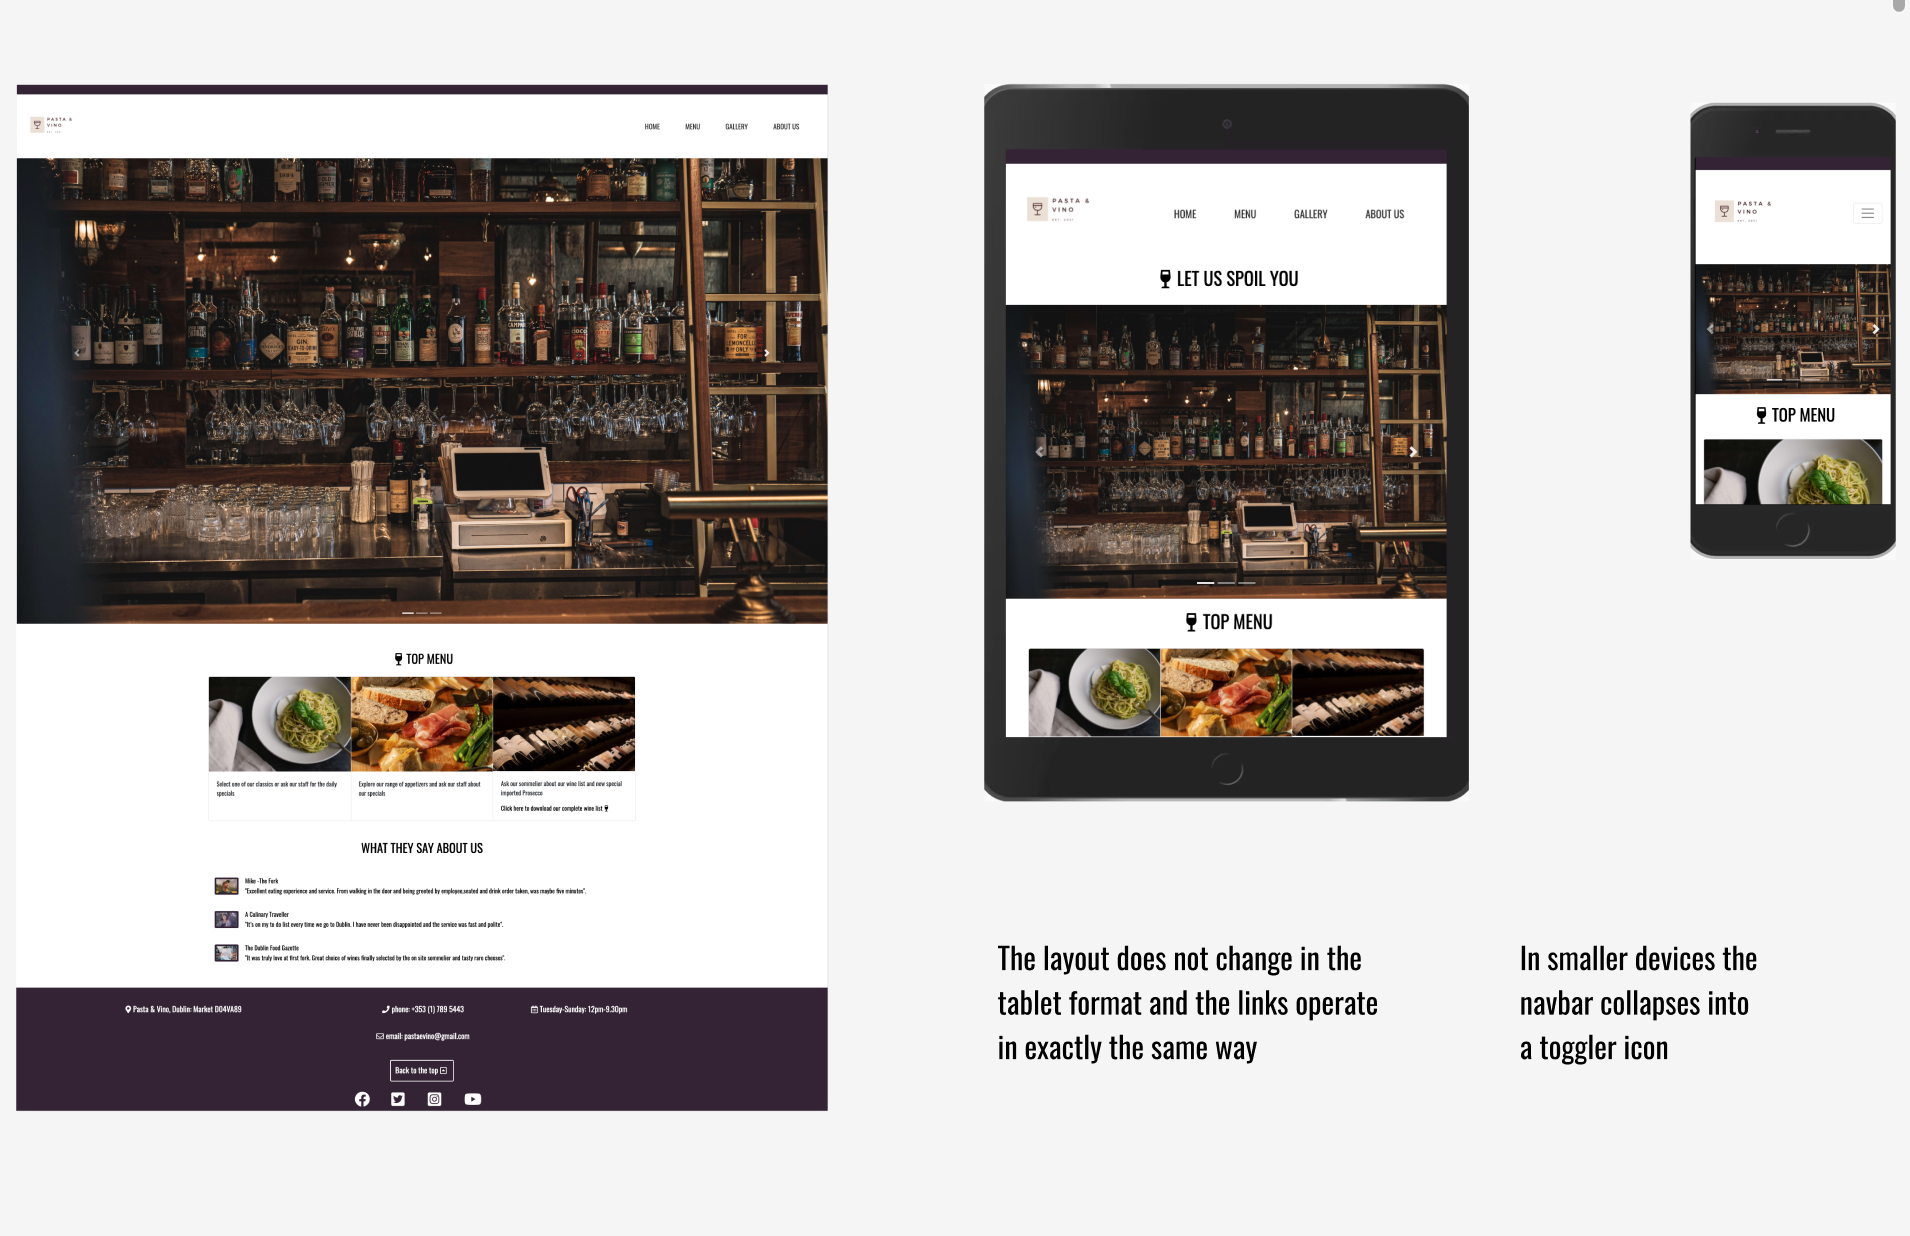 PASTA &
VINO
HOME MENU GALLERY ABOUT US
TOP MENU
Select one of our classics or ask our staff for the daily
specials
Explore our range of appetizers and ask our staff about
our specials
Ask our sommelier about our wine list and new special
imported Prosecco
Click here to download our complete wine list
WHAT THEY SAY ABOUT US
Mike -The Fork
"Excellent eating experience and service. From walking in the door and being greeted by employee,seated and drink order taken, was maybe five minutes".
A Culinary Traveller
"It's on my to do list every time we go to Dublin. I have never been disappointed and the service was fast and polite".
The Dublin Food Gazette
"It was truly love at first fork. Great choice of wines finally selected by the on site sommelier and tasty rare cheeses".
Pasta & Vino, Dublin: Market D04VA89
phone: +353 (1) 789 5443
Tuesday-Sunday: 12pm-9.30pm
email: pastaevino@gmail.com
Back to the top
PASTA &
VINO
EST. 2021
HOME MENU GALLERY ABOUT US
LET US SPOIL YOU
TOP MENU
The layout does not change in the
tablet format and the links operate
in exactly the same way
PASTA &
VINO
EST. 2021
TOP MENU
In smaller devices the
navbar collapses into
a toggler icon